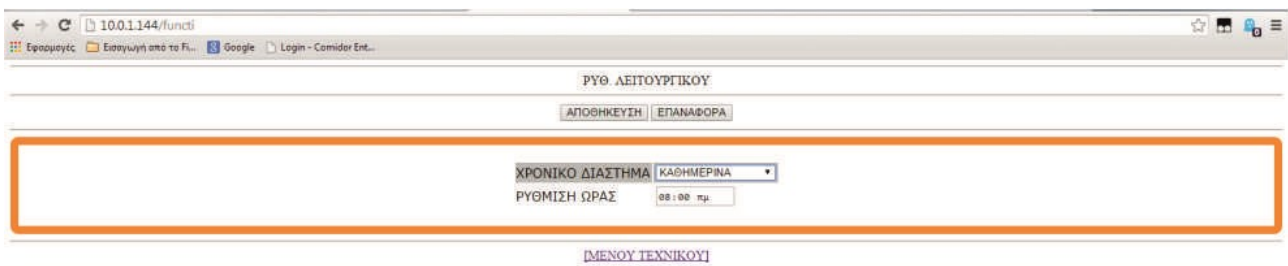 10.0.1.144/functi
Εφαρμογές Εισαγωγή από το Fi... Google Login - Comidor Ent...
ΡΥΘ. ΛΕΙΤΟΥΡΓΙΚΟΥ
ΑΠΟΘΗΚΕΥΣΗ ΕΠΑΝΑΦΟΡΑ
ΧΡΟΝΙΚΟ ΔΙΑΣΤΗΜΑ ΚΑΘΗΜΕΡΙΝΑ
ΡΥΘΜΙΣΗ ΩΡΑΣ 08:00 πμ
[ΜΕΝΟΥ ΤΕΧΝΙΚΟΥ]